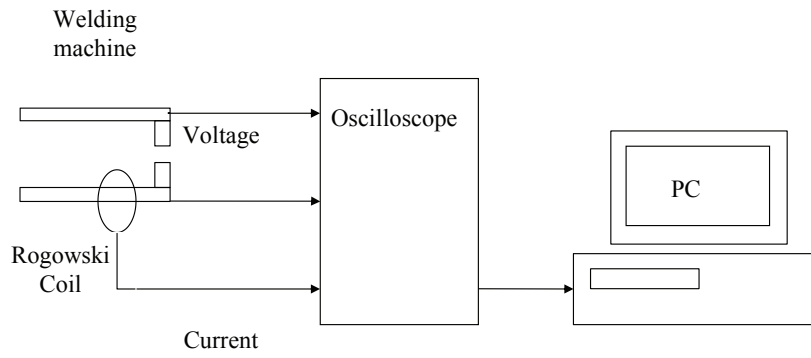 Welding
machine
Voltage
Oscilloscope
PC
Rogowski
Coil
Current